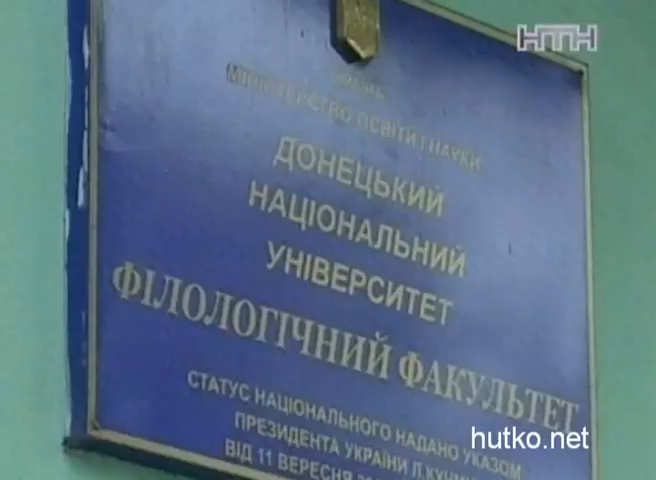 НТН
МІНІСТЕРСТВО ОСВІТИ І НАУКИ
ДОНЕЦЬКИЙ
НАЦІОНАЛЬНИЙ
УНІВЕРСИТЕТ
ФІЛОЛОГІЧНИЙ ФАКУЛЬТЕТ
СТАТУС НАЦІОНАЛЬНОГО НАДАНО УКАЗОМ
ПРЕЗИДЕНТА УКРАЇНИ Л.КУЧМ
ВІД 11 ВЕРЕСНЯ
hutko.net